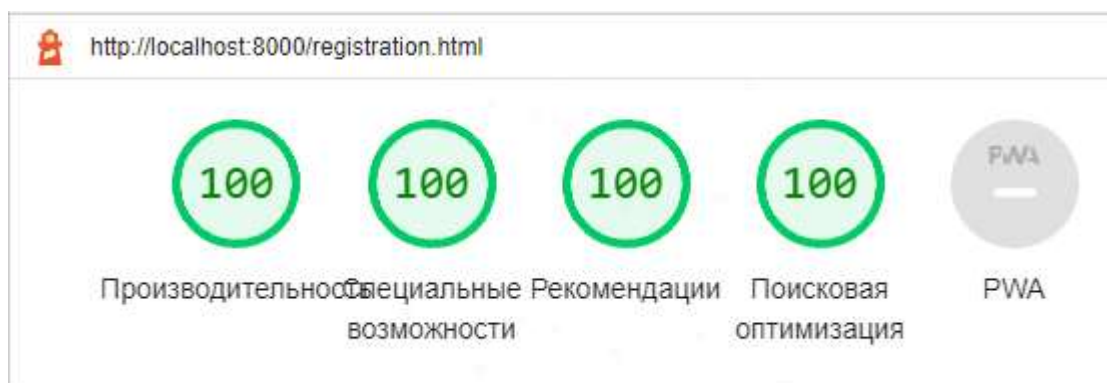 http://localhost:8000/registration.html
100 100 100 100 PWA
Производительность Специальные Рекомендации Поисковая PWA
возможности оптимизация